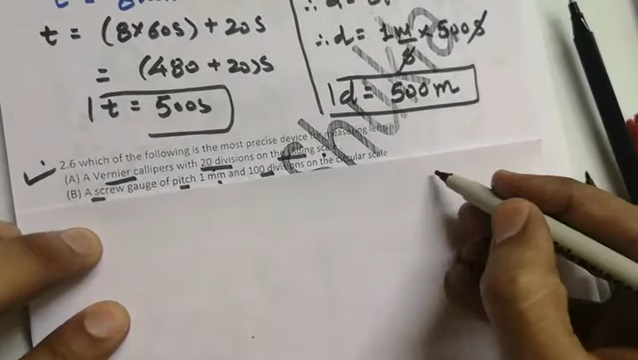 t = (8×60s) + 20s
= (480 + 20)s
t = 500s
∴ d = 1m/s × 500s
d = 500m
2.6 which of the following is the most precise device for measuring
(A) A Vernier callipers with 20 divisions on the sliding scale
(B) A screw gauge of pitch 1 mm and 100 divisions on the circular scale